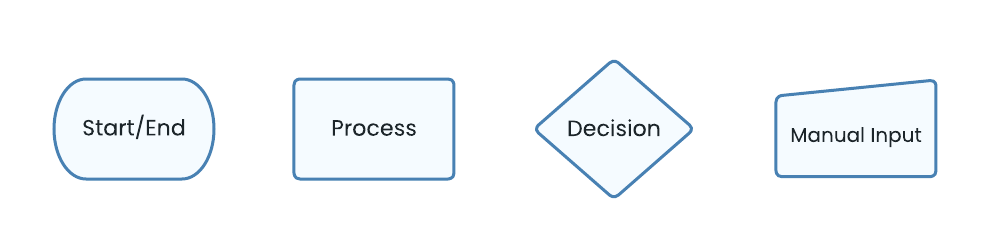 Start/End
Process
Decision
Manual Input